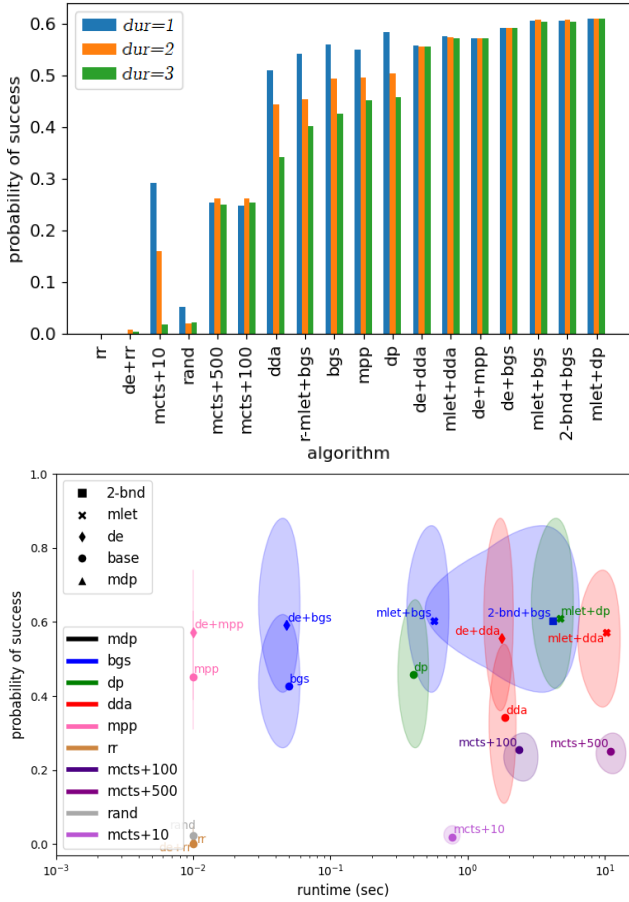 0.6
0.5
0.4
0.3
0.2
0.1
0.0
probability of success
dur=1
dur=2
dur=3
rr
de+rr
mcts+10
rand
mcts+500
mcts+100
dda
r-mlet+bgs
bgs
mpp
dp
de+dda
mlet+dda
de+mpp
de+bgs
mlet+bgs
2-bnd+bgs
mlet+dp
algorithm
1.0
0.8
0.6
0.4
0.2
0.0
probability of success
2-bnd
mlet
de
base
mdp
mdp
bgs
dp
dda
mpp
rr
mcts+100
mcts+500
rand
mcts+10
de+mpp
de+bgs
mlet+bgs
2-bnd+bgs
mlet+dp
de+dda
mlet+dda
mpp
bgs
dp
dda
mcts+100
mcts+500
rand
rr
de+rr
mcts+10
10⁻³
10⁻²
10⁻¹
10⁰
10¹
runtime (sec)